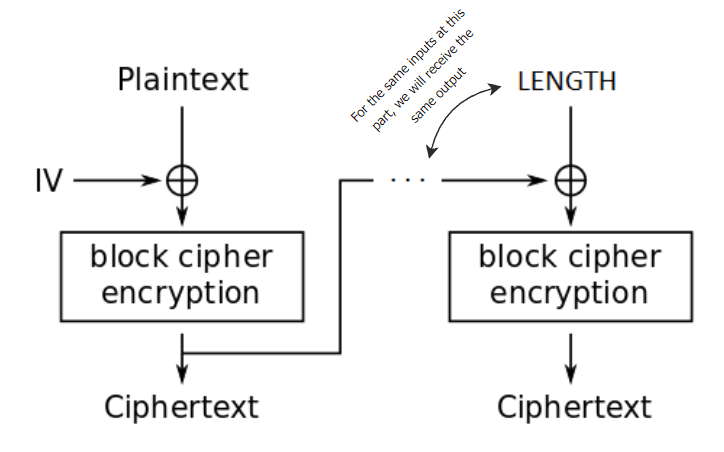 Plaintext
For the same inputs at this
part, we will receive the
same output
LENGTH
IV
. . .
block cipher
encryption
block cipher
encryption
Ciphertext
Ciphertext